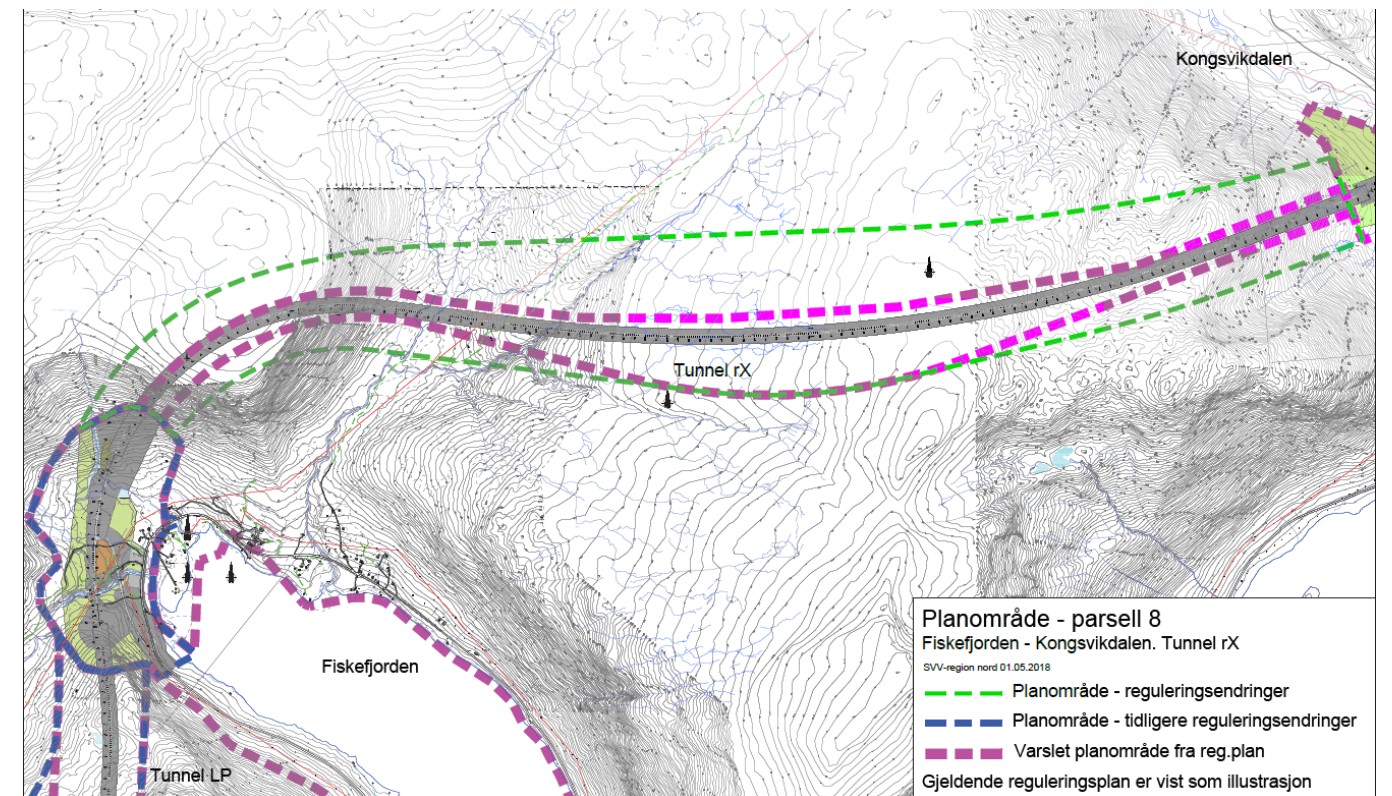 Kongsvikdalen
Tunnel rX
Fiskefjorden
Tunnel LP
Planområde - parsell 8
Fiskefjorden - Kongsvikdalen. Tunnel rX
SVV-region nord 01.05.2018
Planområde - reguleringsendringer
Planområde - tidligere reguleringsendringer
Varslet planområde fra reg.plan
Gjeldende reguleringsplan er vist som illustrasjon